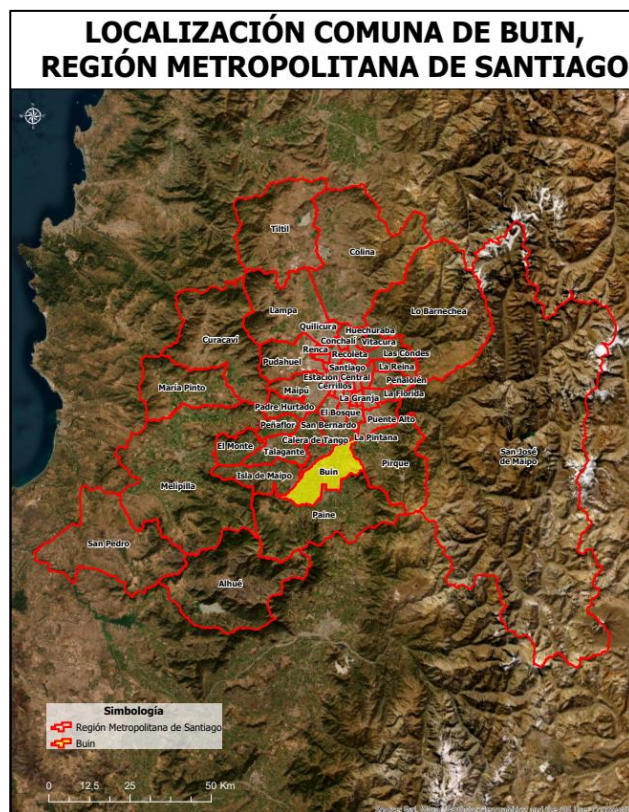 LOCALIZACIÓN COMUNA DE BUIN,
REGIÓN METROPOLITANA DE SANTIAGO
Tiltil
Colina
Lampa
Lo Barnechea
Quilicura
Huechuraba
Curacaví
Conchalí
Vitacura
Renca
Recoleta
Las Condes
Pudahuel
Santiago
La Reina
Estación Central
Peñalolén
María Pinto
Maipú
Cerrillos
La Granja
La Florida
Padre Hurtado
El Bosque
Puente Alto
Peñaflor
San Bernardo
El Monte
Calera de Tango
La Pintana
Talagante
San José
de Maipo
Buin
Pirque
Isla de Maipo
Melipilla
Paine
San Pedro
Alhué
Simbología
Región Metropolitana de Santiago
Buin
0 12,5 25 50 Km